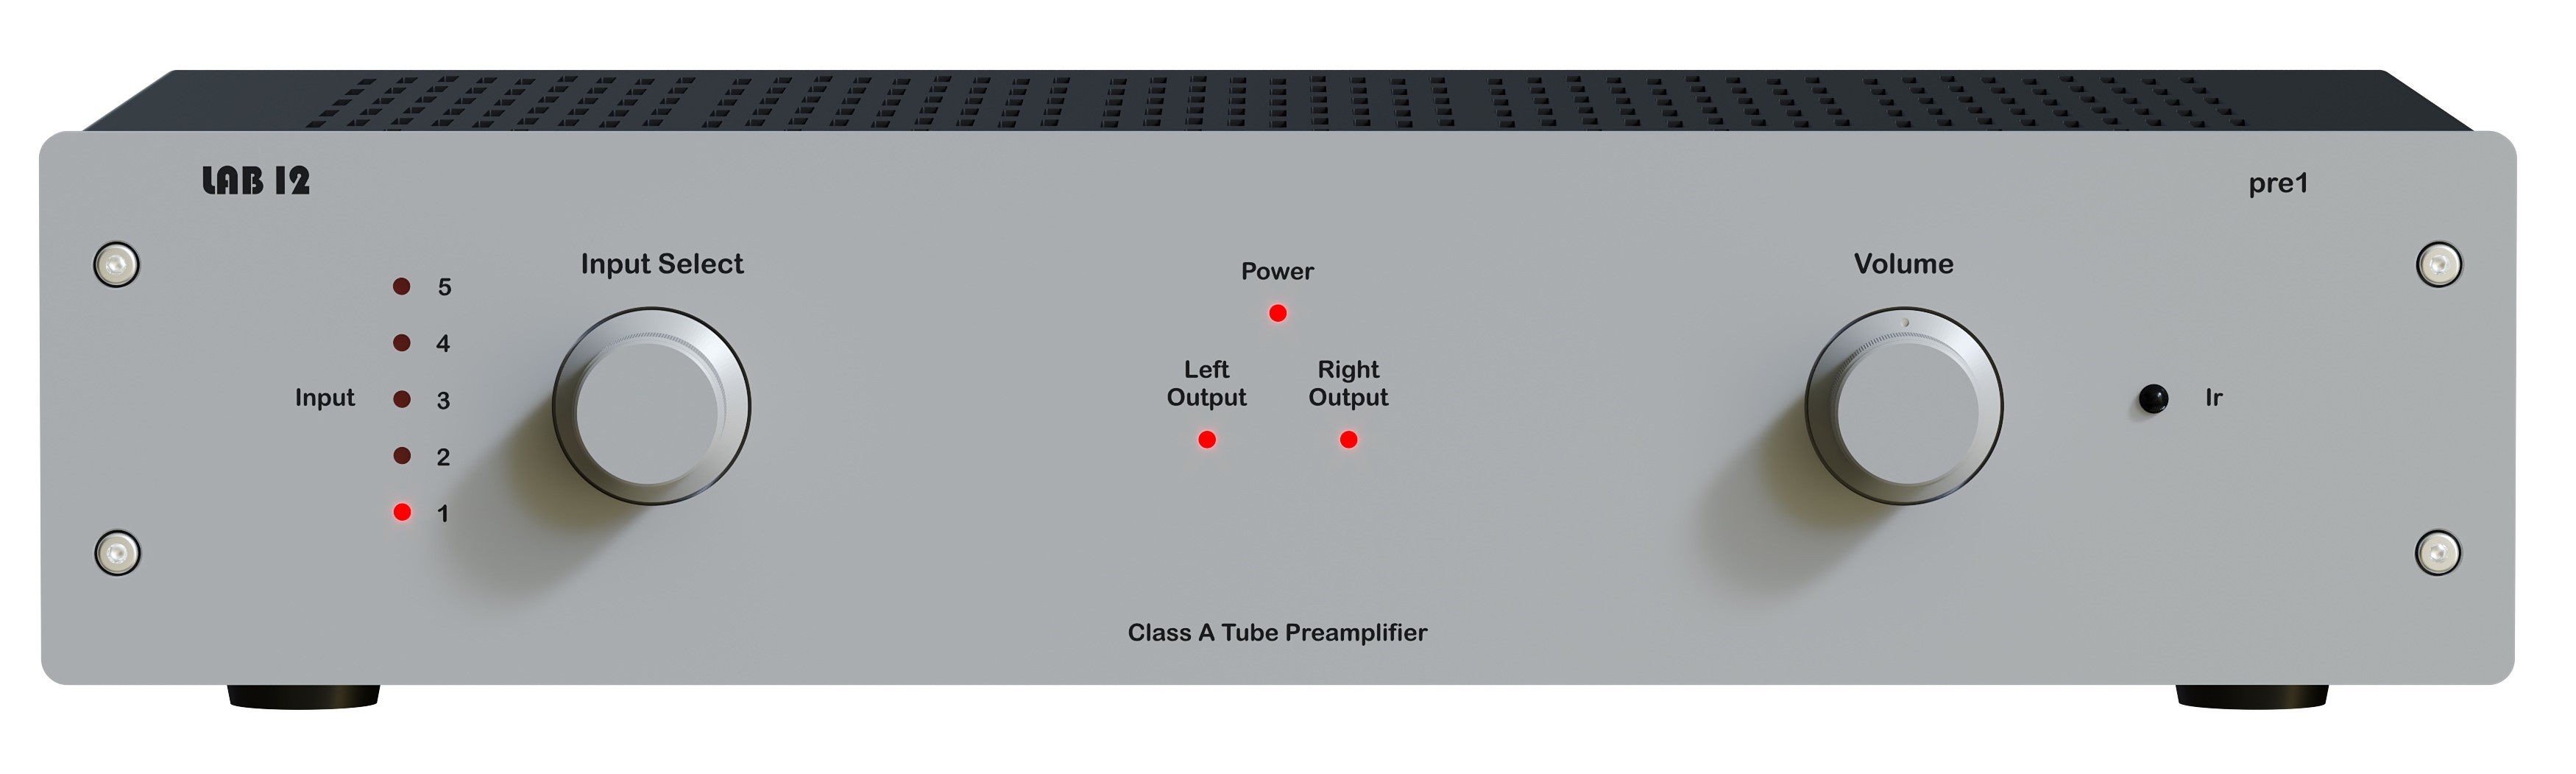 LAB 12
pre1
Input Select
Power
Volume
5
4
3
2
1
Input
Left
Output
Right
Output
Ir
Class A Tube Preamplifier